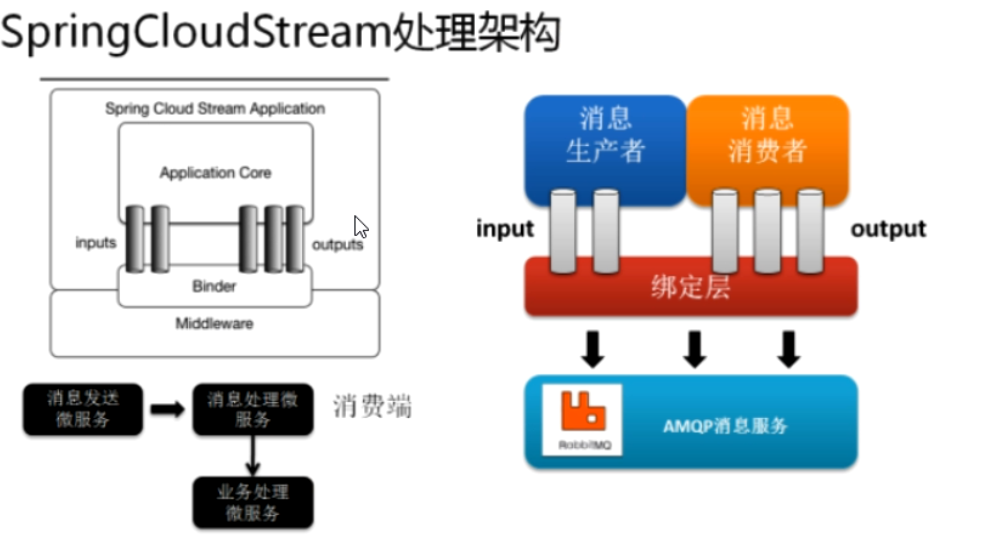 SpringCloudStream处理架构
Spring Cloud Stream Application
Application Core
inputs
outputs
Binder
Middleware
消息发送
微服务
消息处理微
服务
消费端
业务处理
微服务
消息
生产者
消息
消费者
input
output
绑定层
RabbitMQ
AMQP消息服务